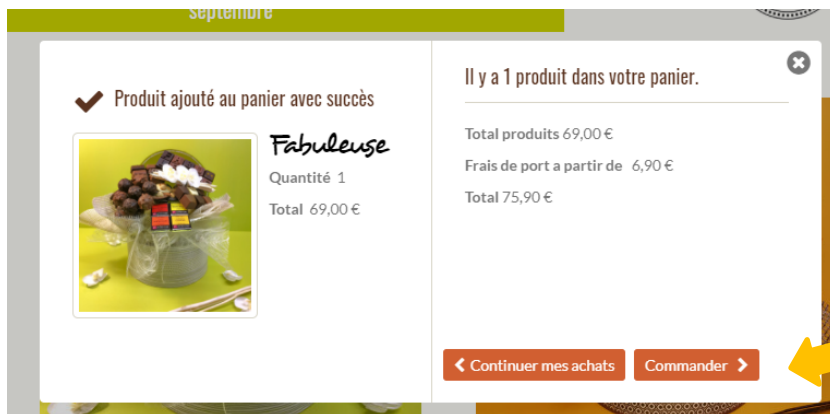 septembre
Produit ajouté au panier avec succès
Fabuleuse
Quantité 1
Total 69,00 €
Il y a 1 produit dans votre panier.
Total produits 69,00 €
Frais de port a partir de 6,90 €
Total 75,90 €
Continuer mes achats
Commander